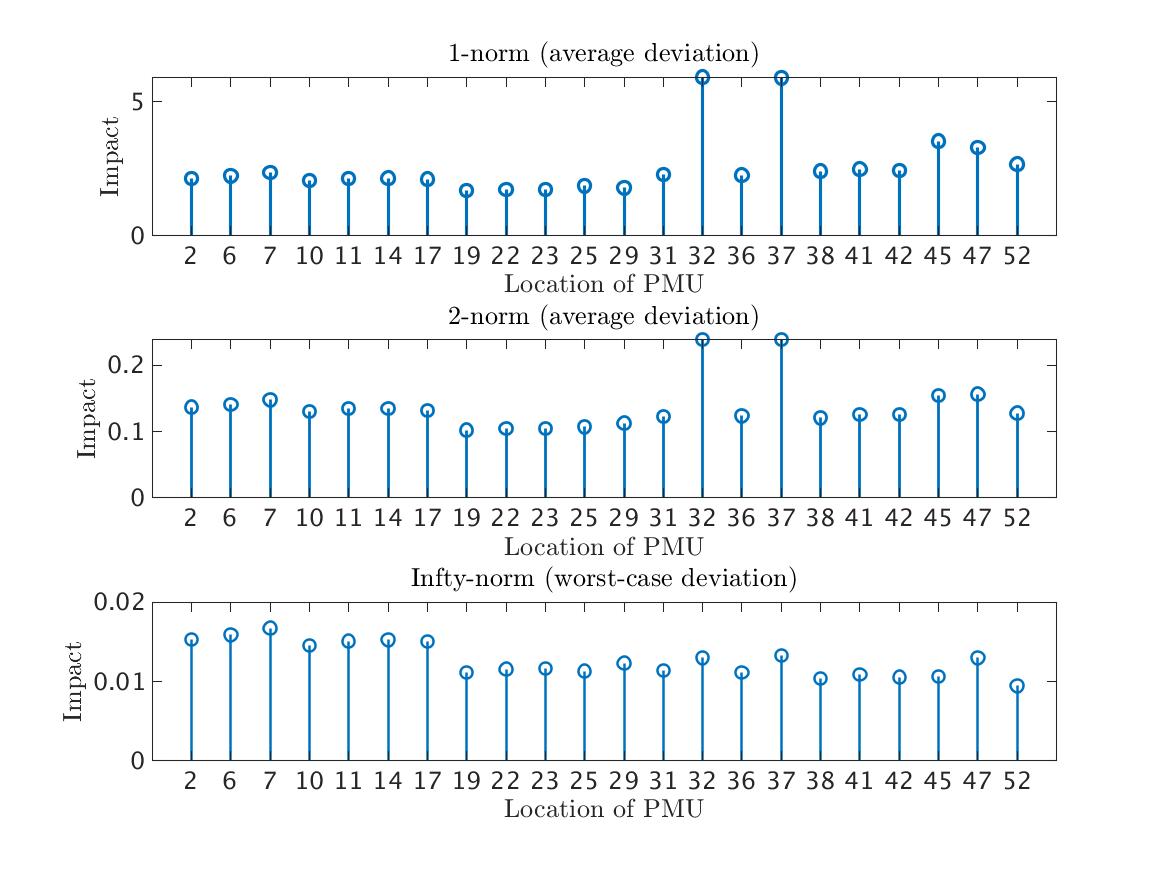 1-norm (average deviation)
5
0
Impact
2 6 7 10 11 14 17 19 22 23 25 29 31 32 36 37 38 41 42 45 47 52
Location of PMU
2-norm (average deviation)
0.2
0.1
0
Impact
2 6 7 10 11 14 17 19 22 23 25 29 31 32 36 37 38 41 42 45 47 52
Location of PMU
Infty-norm (worst-case deviation)
0.02
0.01
0
Impact
2 6 7 10 11 14 17 19 22 23 25 29 31 32 36 37 38 41 42 45 47 52
Location of PMU